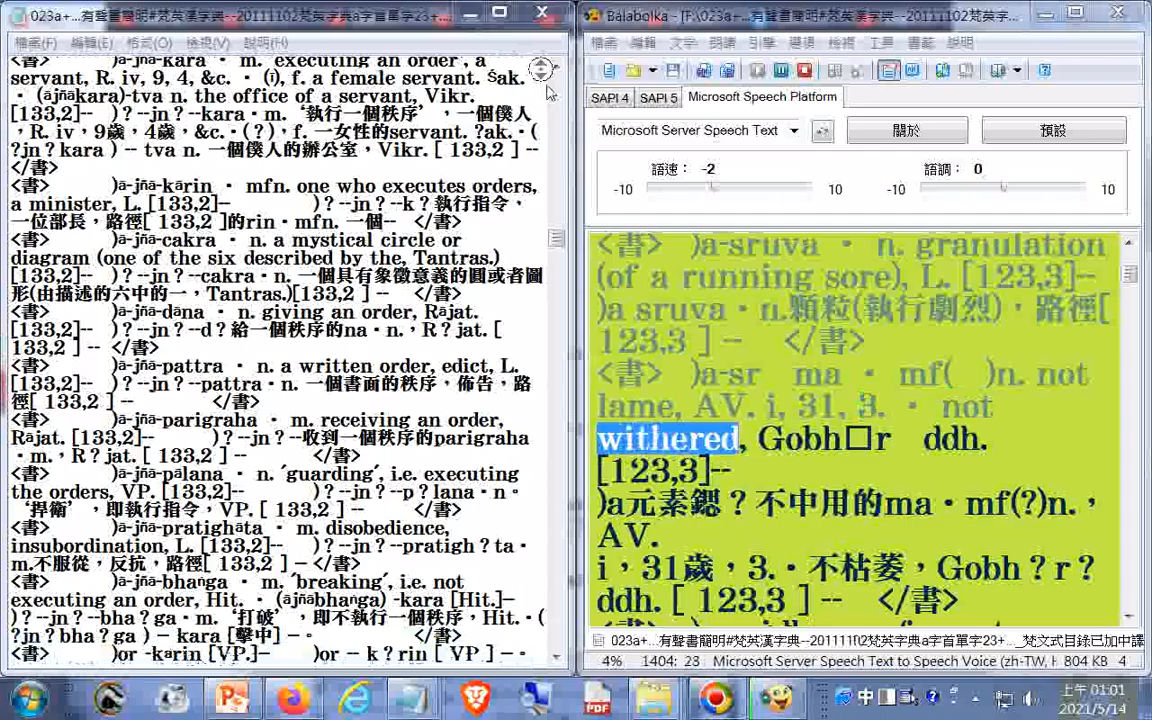 023a+...有聲書簡明#梵英漢字典--20111102梵英字典a字首單字23+...
檔案(F) 編輯(E) 格式(O) 檢視(V) 說明(H)
<書> )ā-jñā-kara · m. 'executing an order', a
servant, R. iv, 9, 4, &c. · (ī), f. a female servant. Śak.
· (ājñākara)-tva n. the office of a servant, Vikr.
[133,2]-- )?--jn?--kara·m.‘執行一個秩序’，一個僕人
，R. iv，9歲，4歲，&c.·(?)，f. 一女性的servant. ?ak.·(
?jn?kara) -- tva n. 一個僕人的辦公室，Vikr. [ 133,2 ] --
</書>
<書> )ā-jñā-kārin · mfn. one who executes orders,
a minister, L. [133,2]-- )?--jn?--k?執行指令，
一位部長，路徑[ 133,2 ]的rin·mfn. 一個-- </書>
<書> )ā-jñā-cakra · n. a mystical circle or
diagram (one of the six described by the, Tantras.)
[133,2]-- )?--jn?--cakra·n. 一個具有象徵意義的圓或者圖
形(由描述的六中的一，Tantras.)[133,2 ] -- </書>
<書> )ā-jñā-dāna · n. giving an order, Rājat.
[133,2]-- )?--jn?--d?給一個秩序的na·n.，R?jat. [
133,2 ] -- </書>
<書> )ā-jñā-pattra · n. a written order, edict, L.
[133,2]-- )?--jn?--pattra·n. 一個書面的秩序，佈告，路
徑[ 133,2 ] -- </書>
<書> )ā-jñā-parigraha · m. receiving an order,
Rājat. [133,2]-- )?--jn?--收到一個秩序的parigraha
·m.，R?jat. [ 133,2 ] -- </書>
<書> )ā-jñā-pālana · n. 'guarding', i.e. executing
the orders, VP. [133,2]-- )?--jn?--p?lana·n。
‘捍衛’，即執行指令，VP. [ 133,2 ] -- </書>
<書> )ā-jñā-pratighāta · m. disobedience,
insubordination, L. [133,2]-- )?--jn?--pratigh?ta·
m.不服從，反抗，路徑[ 133,2 ] -- </書>
<書> )ā-jñā-bhaṅga · m. 'breaking', i.e. not
executing an order, Hit. · (ājñābhaṅga) -kara [Hit.]--
)?--jn?--bha?ga·m.‘打破’，即不執行一個秩序，Hit.·(
?jn?bha?ga) -- kara [擊中] --。 </書>
<書> )or -kārin [VP.]-- )or -- k?rin [ VP ] --。
Balabolka - [F:\023a+...有聲書簡明#梵英漢字典--20111102梵英字...
檔案 編輯 文字 朗讀 引擎 選項 檢視 工具 書籤 說明
SAPI 4 SAPI 5 Microsoft Speech Platform
Microsoft Server Speech Text 關於 預設
語速： -2 語調： 0
-10 10 -10 10
<書> )a-sruva · n. granulation
(of a running sore), L. [123,3]--
)a sruva·n.顆粒(執行劇烈)，路徑[
123,3 ] -- </書>
<書> )a-sr ma · mf( )n. not
lame, AV. i, 31, 3. · not
withered, Gobh□r ddh.
[123,3]--
)a元素鍶？不中用的ma·mf(?)n.，
AV.
i，31歲，3.·不枯萎，Gobh?r?
ddh. [ 123,3 ] -- </書>
023a+...有聲書簡明#梵英漢字典--20111102梵英字典a字首單字23+..._梵文式目錄已加中譯
4% 1404: 23 Microsoft Server Speech Text to Speech Voice (zh-TW, H 804 KB 4
中 上午 01:01
2021/5/14